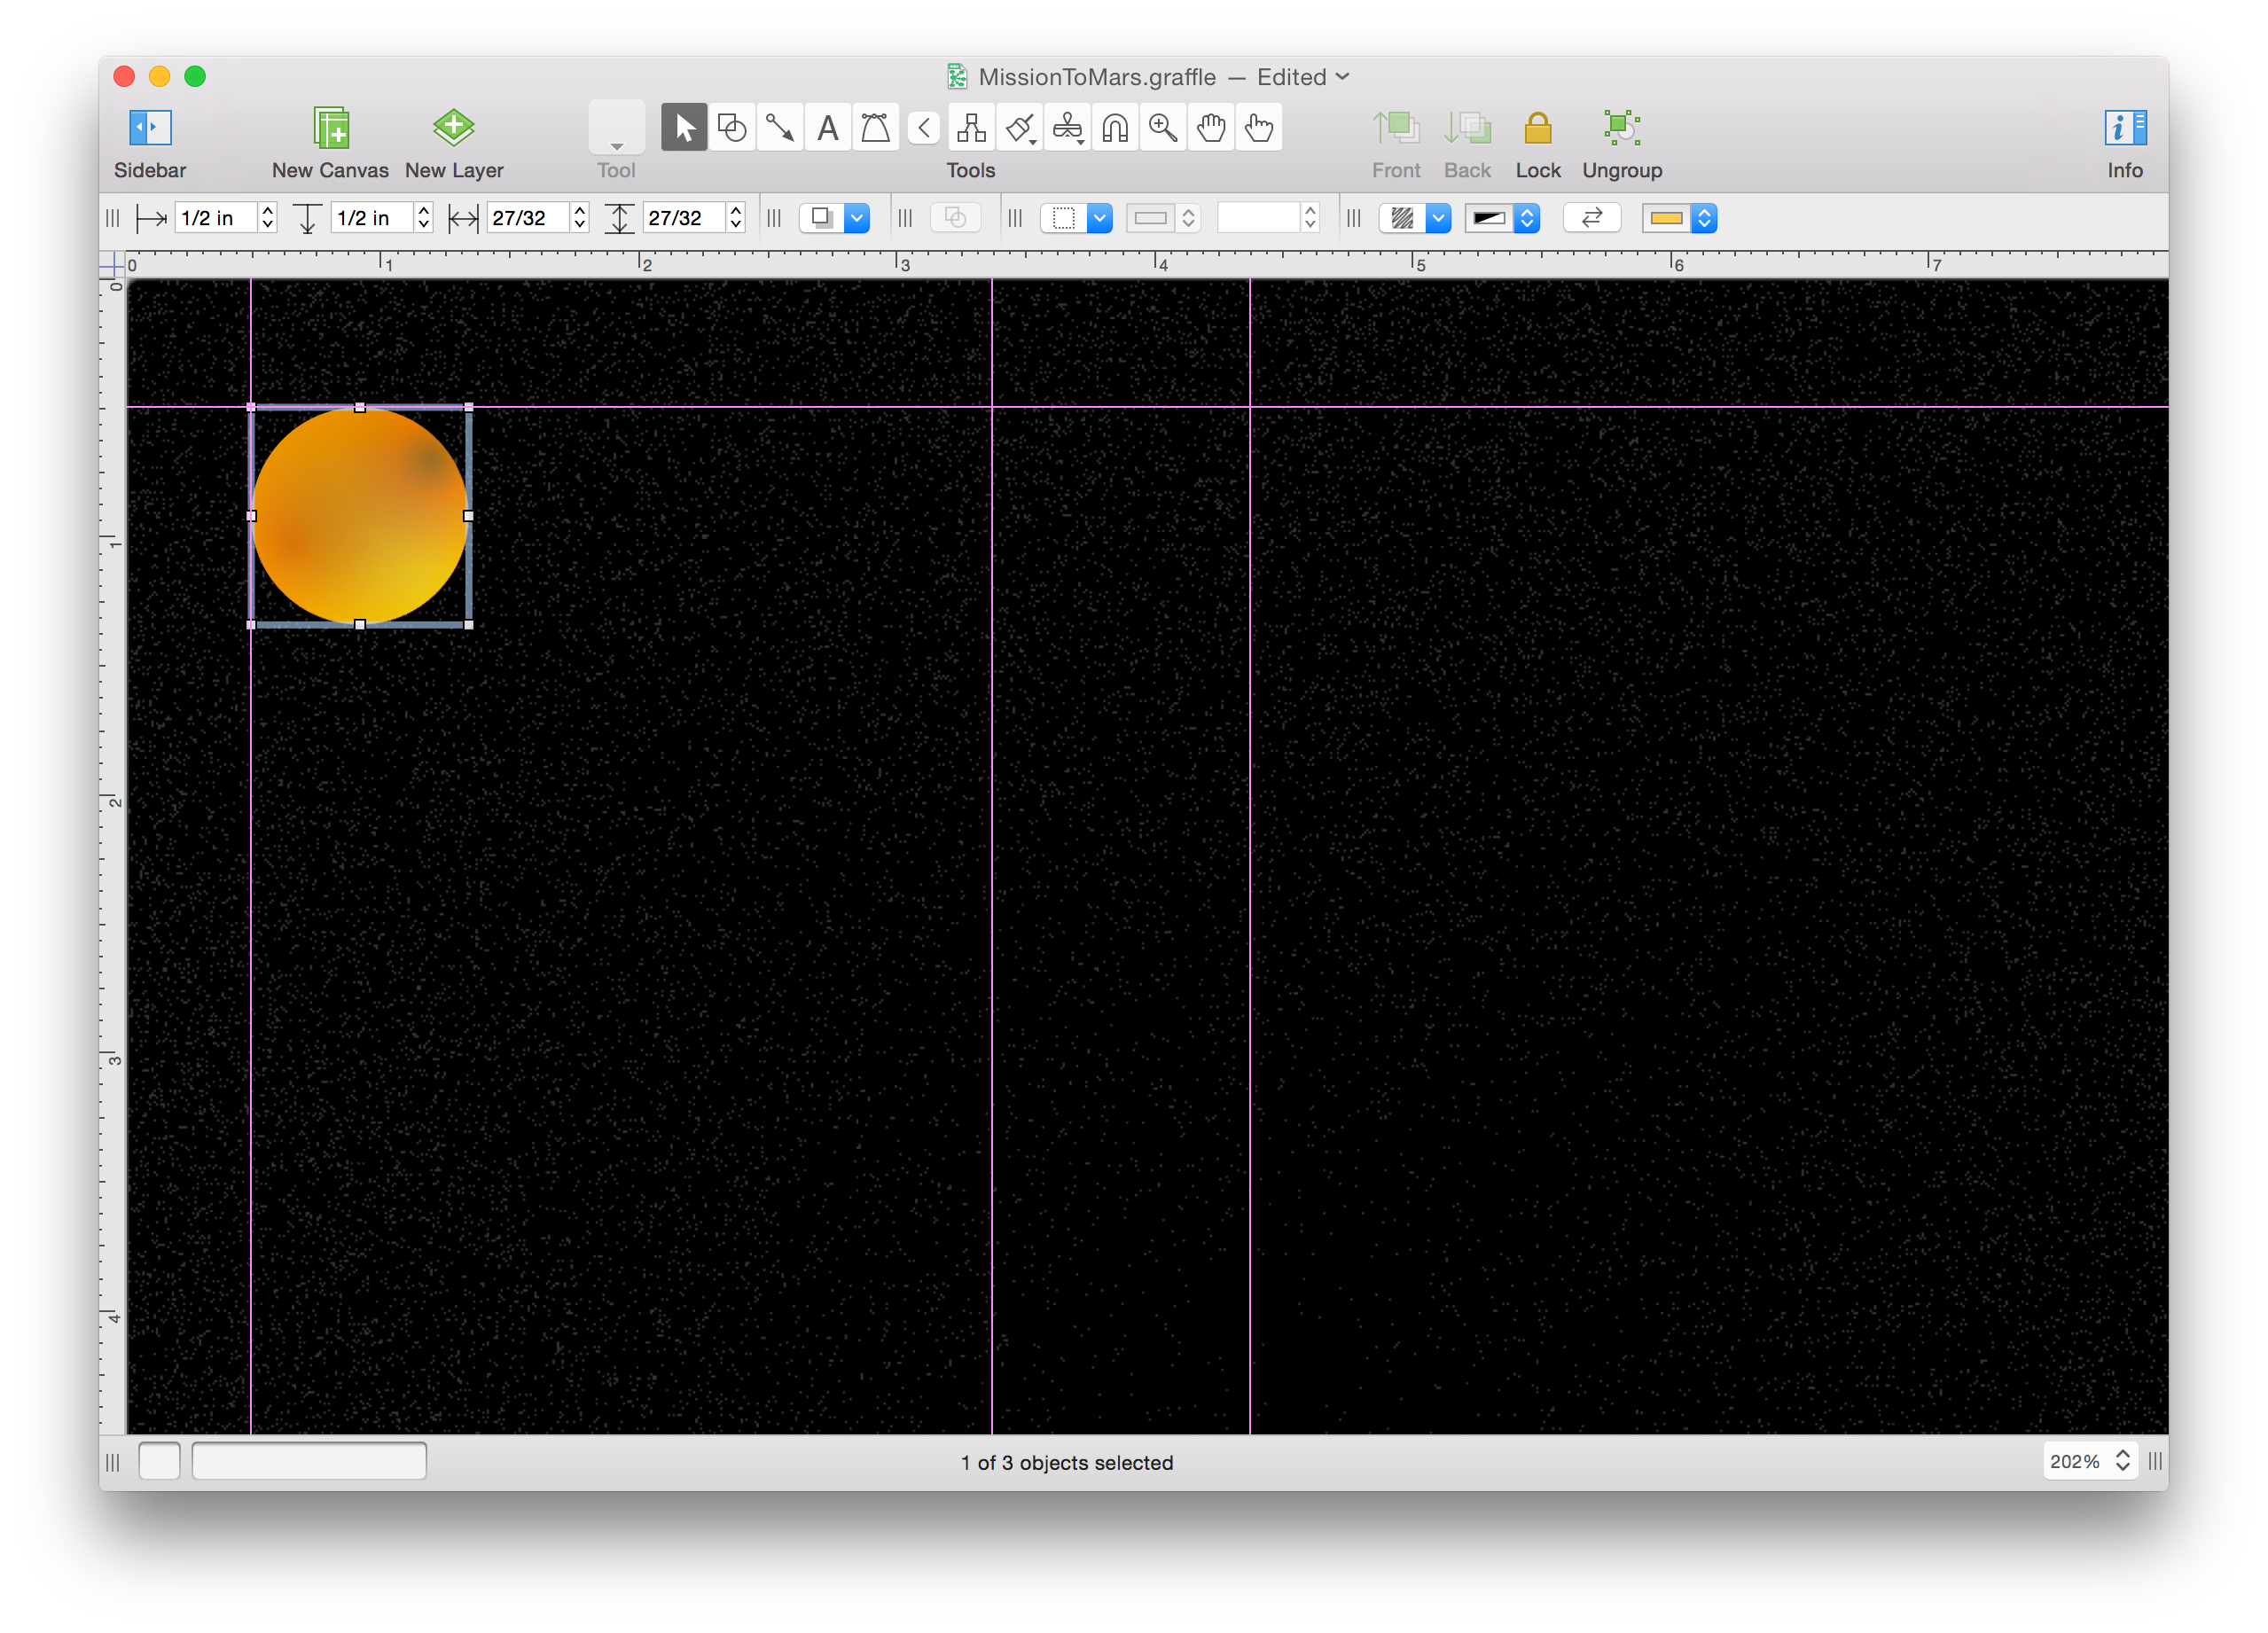 MissionToMars.graffle — Edited
Sidebar New Canvas New Layer Tool Tools Front Back Lock Ungroup Info
1/2 in 1/2 in 27/32 27/32
0 1 2 3 4 5 6 7
0
1
2
3
4
1 of 3 objects selected 202%